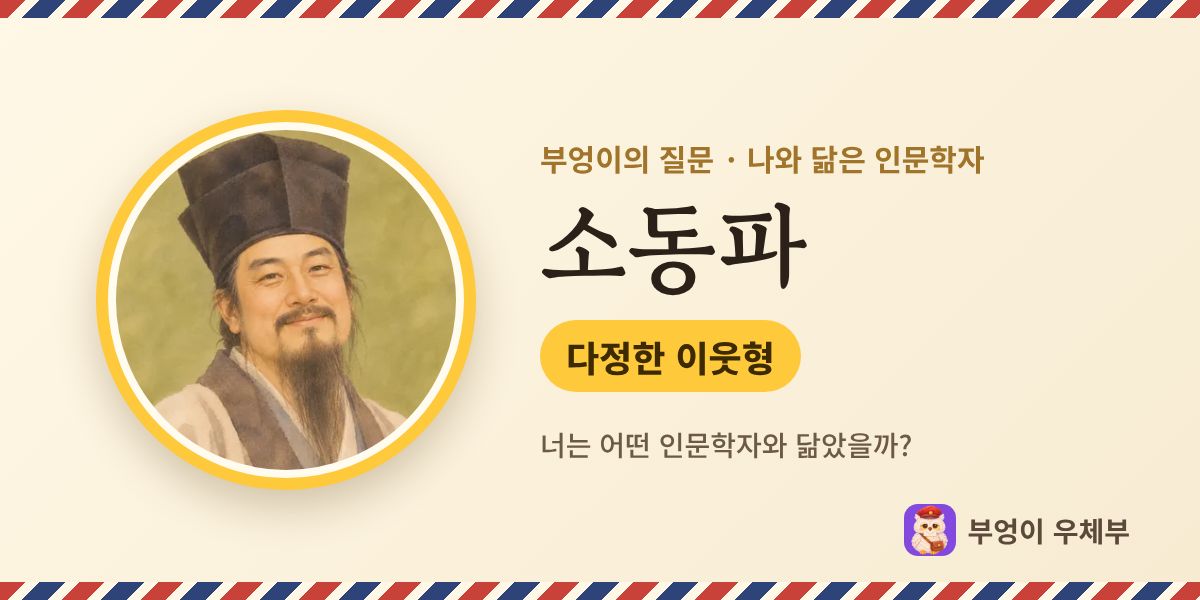 부엉이의 질문 · 나와 닮은 인문학자
소동파
다정한 이웃형
너는 어떤 인문학자와 닮았을까?
부엉이 우체부